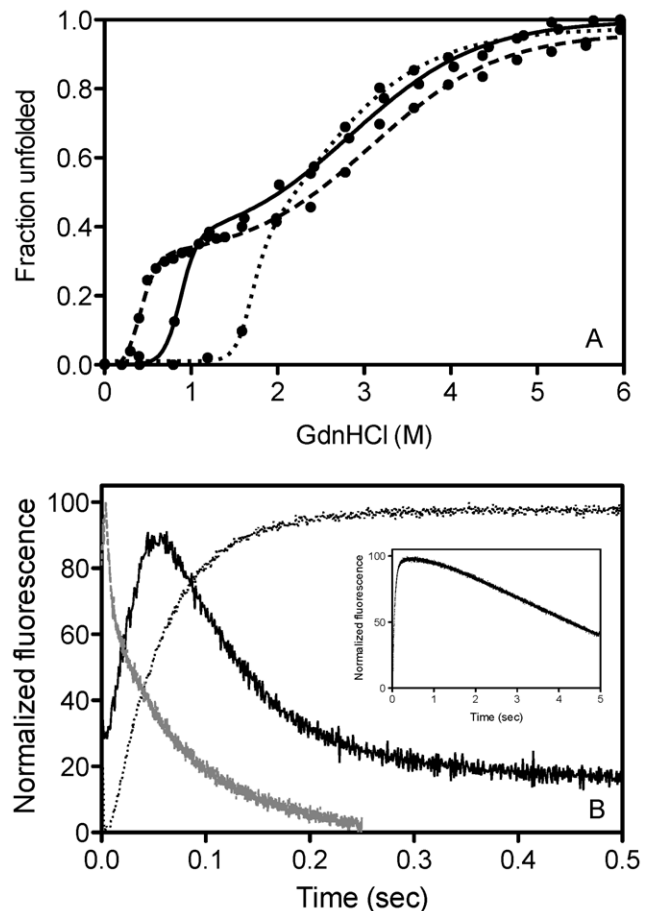 1.0
0.8
0.6
0.4
0.2
0.0
Fraction unfolded
A
0 1 2 3 4 5 6
GdnHCl (M)
100
80
60
40
20
0
Normalized fluorescence
100
50
0
Normalized fluorescence
0 1 2 3 4 5
Time (sec)
B
0.0 0.1 0.2 0.3 0.4 0.5
Time (sec)